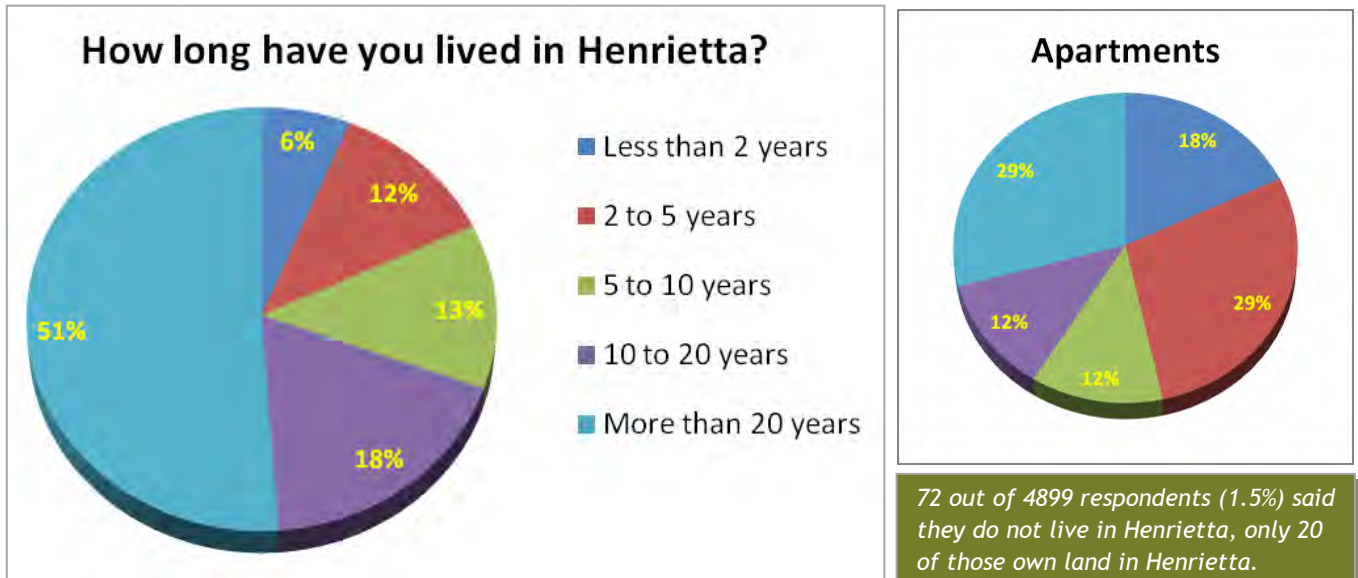 How long have you lived in Henrietta?
6%
12%
13%
18%
51%
Less than 2 years
2 to 5 years
5 to 10 years
10 to 20 years
More than 20 years
Apartments
18%
29%
12%
12%
29%
72 out of 4899 respondents (1.5%) said
they do not live in Henrietta, only 20
of those own land in Henrietta.